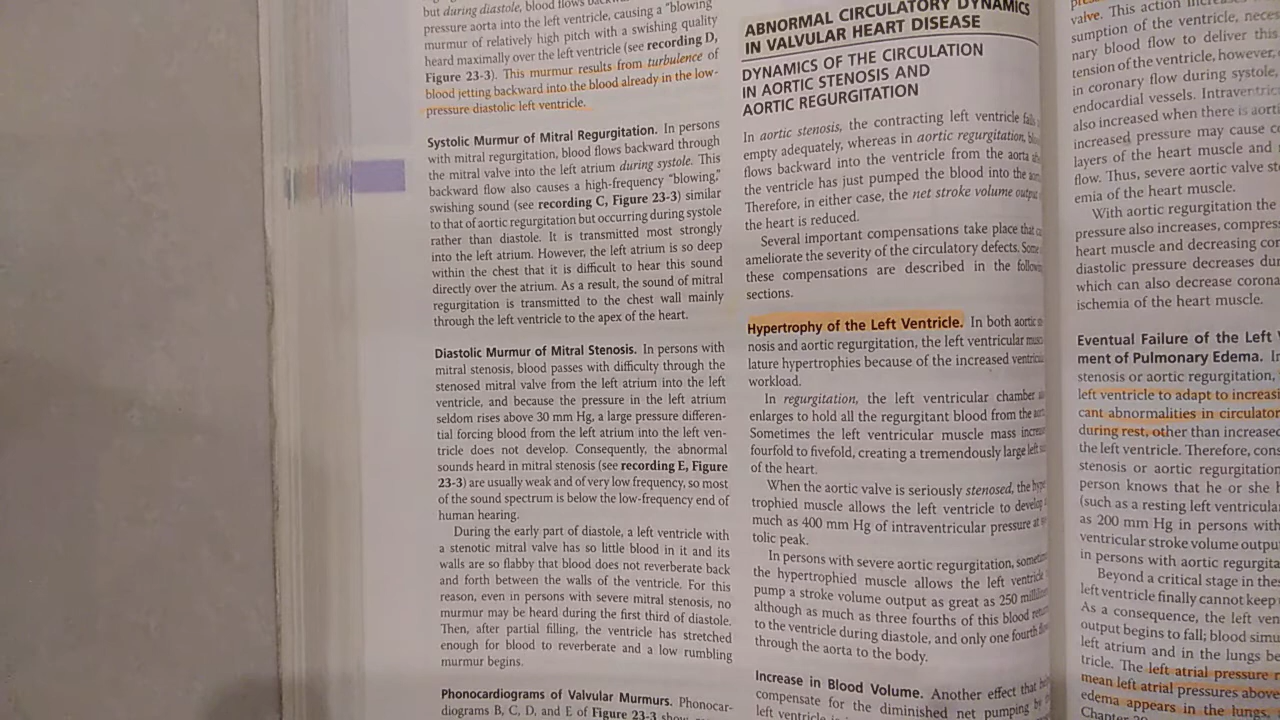 but during diastole, blood flows
pressure aorta into the left ventricle, causing a "blowing"
murmur of relatively high pitch with a swishing quality
heard maximally over the left ventricle (see recording D,
Figure 23-3). This murmur results from turbulence of
blood jetting backward into the blood already in the low-
pressure diastolic left ventricle.
Systolic Murmur of Mitral Regurgitation. In persons
with mitral regurgitation, blood flows backward through
the mitral valve into the left atrium during systole. This
backward flow also causes a high-frequency "blowing,"
swishing sound (see recording C, Figure 23-3) similar
to that of aortic regurgitation but occurring during systole
rather than diastole. It is transmitted most strongly
into the left atrium. However, the left atrium is so deep
within the chest that it is difficult to hear this sound
directly over the atrium. As a result, the sound of mitral
regurgitation is transmitted to the chest wall mainly
through the left ventricle to the apex of the heart.
Diastolic Murmur of Mitral Stenosis. In persons with
mitral stenosis, blood passes with difficulty through the
stenosed mitral valve from the left atrium into the left
ventricle, and because the pressure in the left atrium
seldom rises above 30 mm Hg, a large pressure differen-
tial forcing blood from the left atrium into the left ven-
tricle does not develop. Consequently, the abnormal
sounds heard in mitral stenosis (see recording E, Figure
23-3) are usually weak and of very low frequency, so most
of the sound spectrum is below the low-frequency end of
human hearing.
During the early part of diastole, a left ventricle with
a stenotic mitral valve has so little blood in it and its
walls are so flabby that blood does not reverberate back
and forth between the walls of the ventricle. For this
reason, even in persons with severe mitral stenosis, no
murmur may be heard during the first third of diastole.
Then, after partial filling, the ventricle has stretched
enough for blood to reverberate and a low rumbling
murmur begins.
Phonocardiograms of Valvular Murmurs. Phonocar-
diograms B, C, D, and E of Figure 23-3 show
ABNORMAL CIRCULATORY DYNAMICS
IN VALVULAR HEART DISEASE
DYNAMICS OF THE CIRCULATION
IN AORTIC STENOSIS AND
AORTIC REGURGITATION
In aortic stenosis, the contracting left ventricle fails
empty adequately, whereas in aortic regurgitation,
flows backward into the ventricle from the aorta
the ventricle has just pumped the blood into the
Therefore, in either case, the net stroke volume output
the heart is reduced.
Several important compensations take place that
ameliorate the severity of the circulatory defects. Some
these compensations are described in the following
sections.
Hypertrophy of the Left Ventricle. In both aortic
nosis and aortic regurgitation, the left ventricular
lature hypertrophies because of the increased
workload.
In regurgitation, the left ventricular chamber
enlarges to hold all the regurgitant blood from the
Sometimes the left ventricular muscle mass
fourfold to fivefold, creating a tremendously large left
of the heart.
When the aortic valve is seriously stenosed, the
trophied muscle allows the left ventricle to develop
much as 400 mm Hg of intraventricular pressure at
tolic peak.
In persons with severe aortic regurgitation,
the hypertrophied muscle allows the left ventricle
pump a stroke volume output as great as 250
although as much as three fourths of this blood
to the ventricle during diastole, and only one fourth
through the aorta to the body.
Increase in Blood Volume. Another effect that
compensate for the diminished net pumping by
left ventricle is
valve. This action increases
sumption of the ventricle,
nary blood flow to deliver this
tension of the ventricle, however,
in coronary flow during systole,
endocardial vessels.
also increased when there is
increased pressure may cause
layers of the heart muscle and
flow. Thus, severe aortic valve
emia of the heart muscle.
With aortic regurgitation the
pressure also increases,
heart muscle and decreasing
diastolic pressure decreases
which can also decrease
ischemia of the heart muscle.
Eventual Failure of the Left
ment of Pulmonary Edema.
stenosis or aortic regurgitation,
left ventricle to adapt to
cant abnormalities in
during rest, other than increased
the left ventricle. Therefore,
stenosis or aortic regurgitation
person knows that he or she
(such as a resting left ventricular
as 200 mm Hg in persons with
ventricular stroke volume
in persons with aortic
Beyond a critical stage in
left ventricle finally cannot keep
As a consequence, the left
output begins to fall; blood
left atrium and in the lungs
tricle. The left atrial pressure
mean left atrial pressures above
edema appears in the lungs